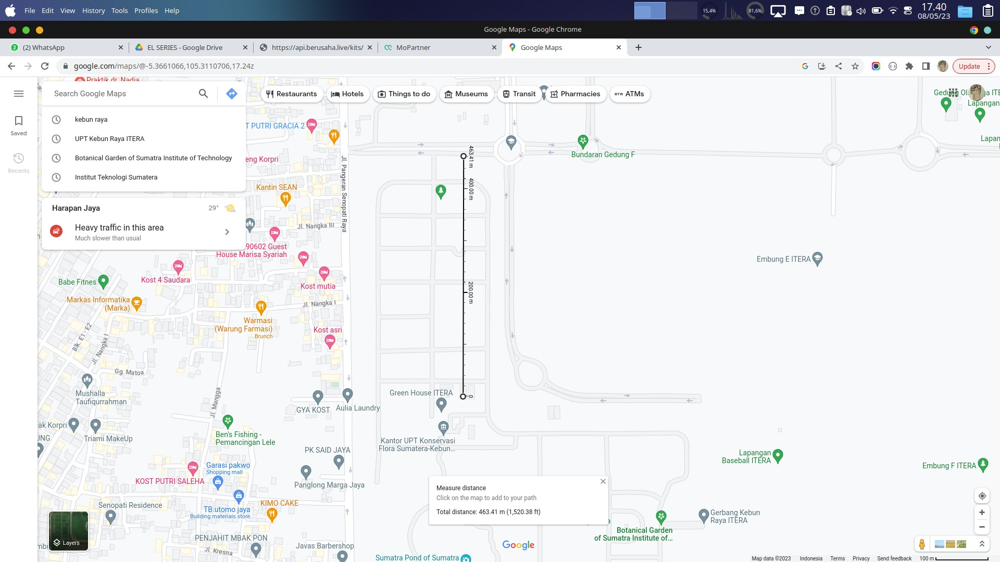 File Edit View History Tools Profiles Help
15,4%
81,6%
17.40
08/05/23
Google Maps - Google Chrome
(2) WhatsApp
EL SERIES - Google Drive
https://api.berusaha.live/kits/
MoPartner
Google Maps
google.com/maps/@-5.3661066,105.3110706,17.24z
Update
Praktik dr. Nadia
Search Google Maps
Restaurants
Hotels
Things to do
Museums
Transit
Pharmacies
ATMs
Saved
Recents
kebun raya
UPT Kebun Raya ITERA
Botanical Garden of Sumatra Institute of Technology
Institut Teknologi Sumatera
Harapan Jaya
29°
Heavy traffic in this area
Much slower than usual
T PUTRI GRACIA 2
eng Korpri
Kantin SEAN
Jl. Pangeran Senopati Raya
Jl. Nangka III
90602 Guest
House Marisa Syariah
Kost 4 Saudara
Babe Fitnes
Kost mutia
Markas Informatika
(Marka)
Jl. Nangka I
Warmasi
(Warung Farmasi)
Brunch
Kost asri
Blk. E1 - E2
Jl. Nangka I
Gg. Matoa
Mushalla
Taufiqurrahman
Jl. Mangga
GYA KOST
Aulia Laundry
ak Korpri
JNG
Triami MakeUp
Ben's Fishing -
Pemancingan Lele
PK SAID JAYA
Garasi pakwo
Shopping mall
KOST PUTRI SALEHA
Panglong Marga Jaya
TB.utomo jaya
Building materials store
KIMO CAKE
Senopati Residence
PENJAHIT MBAK PON
Jl. Kresna
Javas Barbershop
Layers
463.41 m
400.00 m
200.00 m
0
Bundaran Gedung F
Gedung Ol
ga ITE
Lapangan
Lapan
Embung E ITERA
Green House ITERA
Kantor UPT Konservasi
Flora Sumatera-Kebun...
Lapangan
Baseball ITERA
Embung F ITERA
Measure distance
Click on the map to add to your path
Total distance: 463.41 m (1,520.38 ft)
a
Gerbang Kebun
Raya ITERA
Botanical Garden
of Sumatra Institute of...
Sumatra Pond of Sumatra
Google
Map data ©2023 Indonesia Terms Privacy Send feedback 100 m